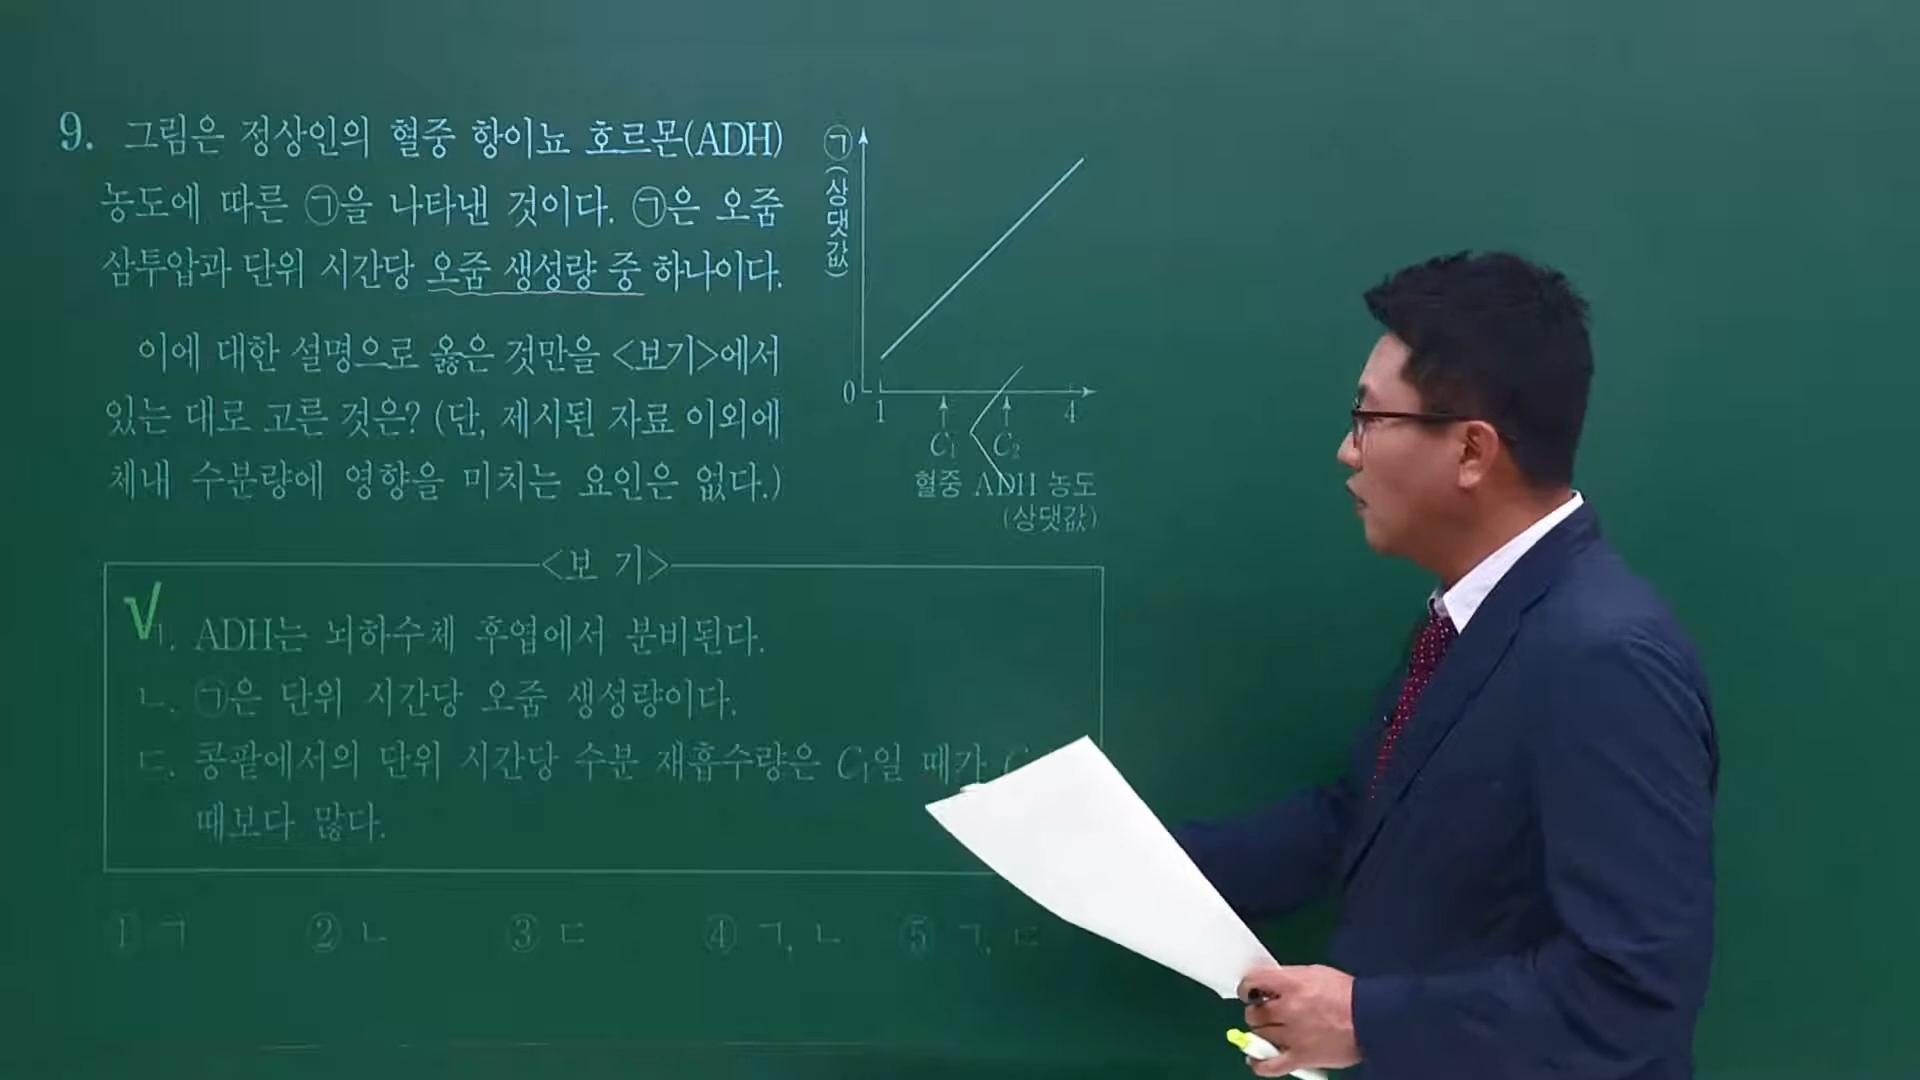 9. 그림은 정상인의 혈중 항이뇨 호르몬(ADH)
농도에 따른 ㉠을 나타낸 것이다. ㉠은 오줌
삼투압과 단위 시간당 오줌 생성량 중 하나이다.
이에 대한 설명으로 옳은 것만을 <보기>에서
있는 대로 고른 것은? (단, 제시된 자료 이외에
체내 수분량에 영향을 미치는 요인은 없다.)
㉠(상댓값)
0 1 4
C₁ C₂
혈중 ADH 농도
(상댓값)
<보 기>
ㄱ. ADH는 뇌하수체 후엽에서 분비된다.
ㄴ. ㉠은 단위 시간당 오줌 생성량이다.
ㄷ. 콩팥에서의 단위 시간당 수분 재흡수량은 C₁일 때가
때보다 많다.
① ㄱ ② ㄴ ③ ㄷ ④ ㄱ, ㄴ ⑤ ㄱ, ㄷ